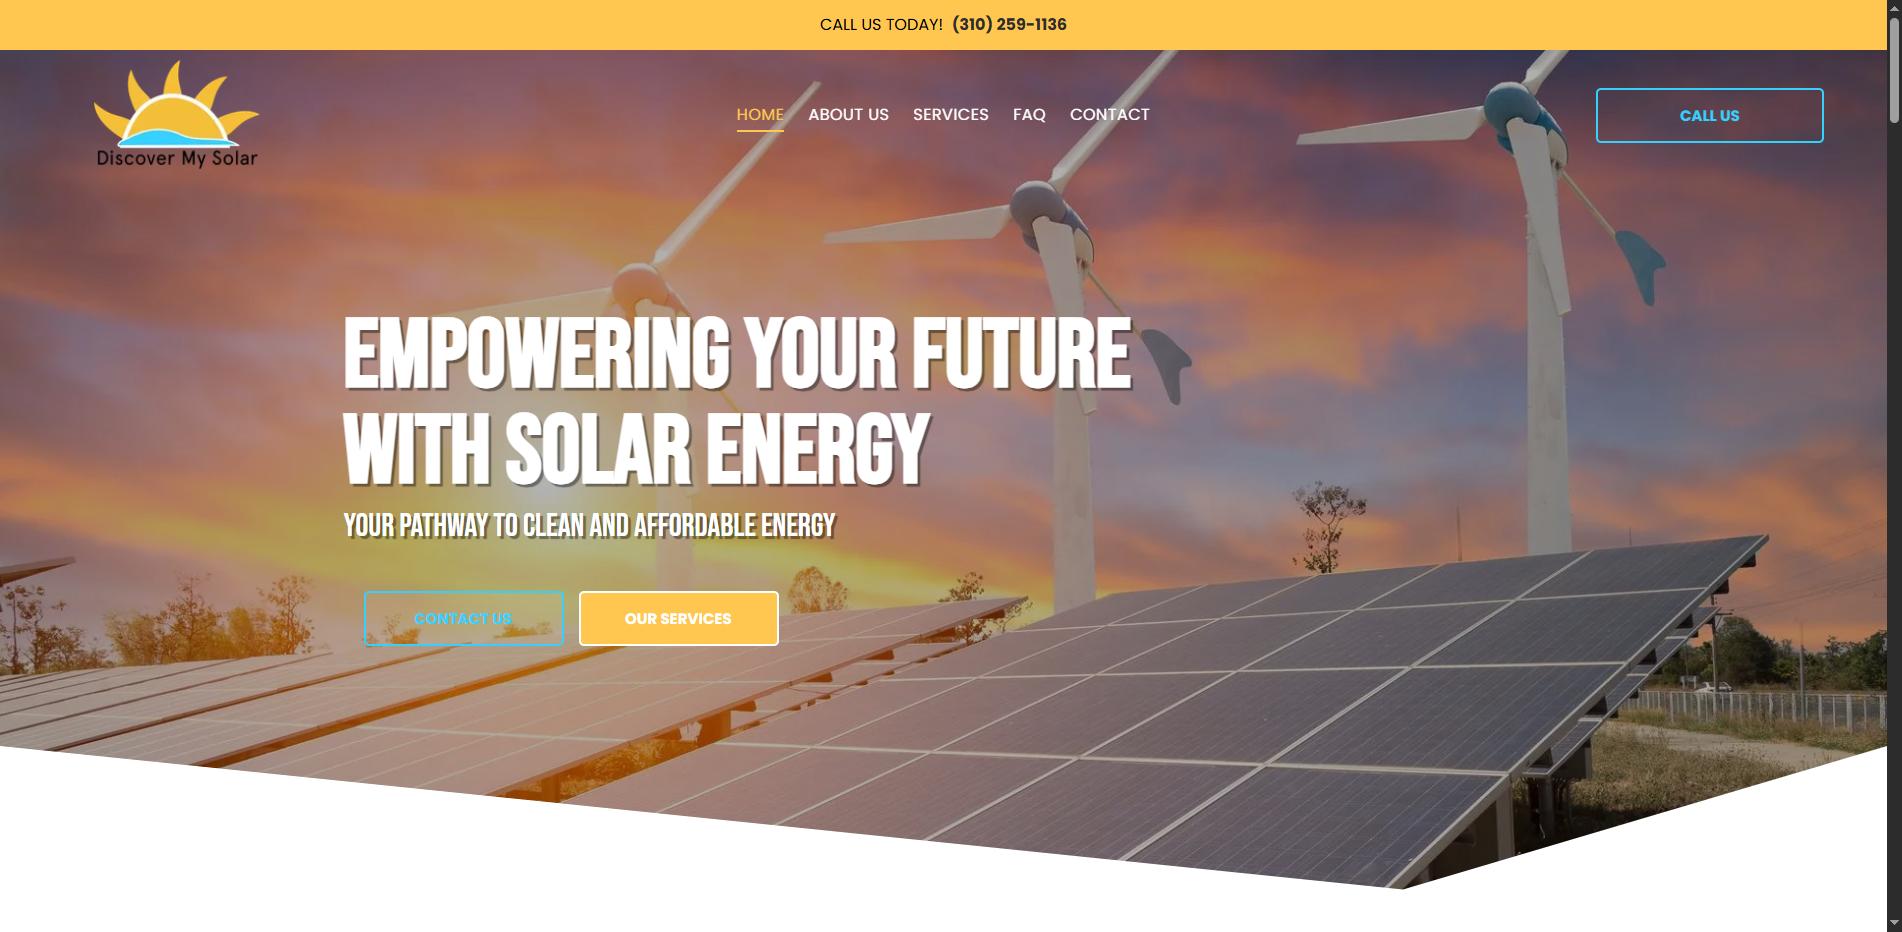 CALL US TODAY! (310) 259-1136
Discover My Solar
HOME ABOUT US SERVICES FAQ CONTACT
CALL US
EMPOWERING YOUR FUTURE
WITH SOLAR ENERGY
YOUR PATHWAY TO CLEAN AND AFFORDABLE ENERGY
CONTACT US OUR SERVICES